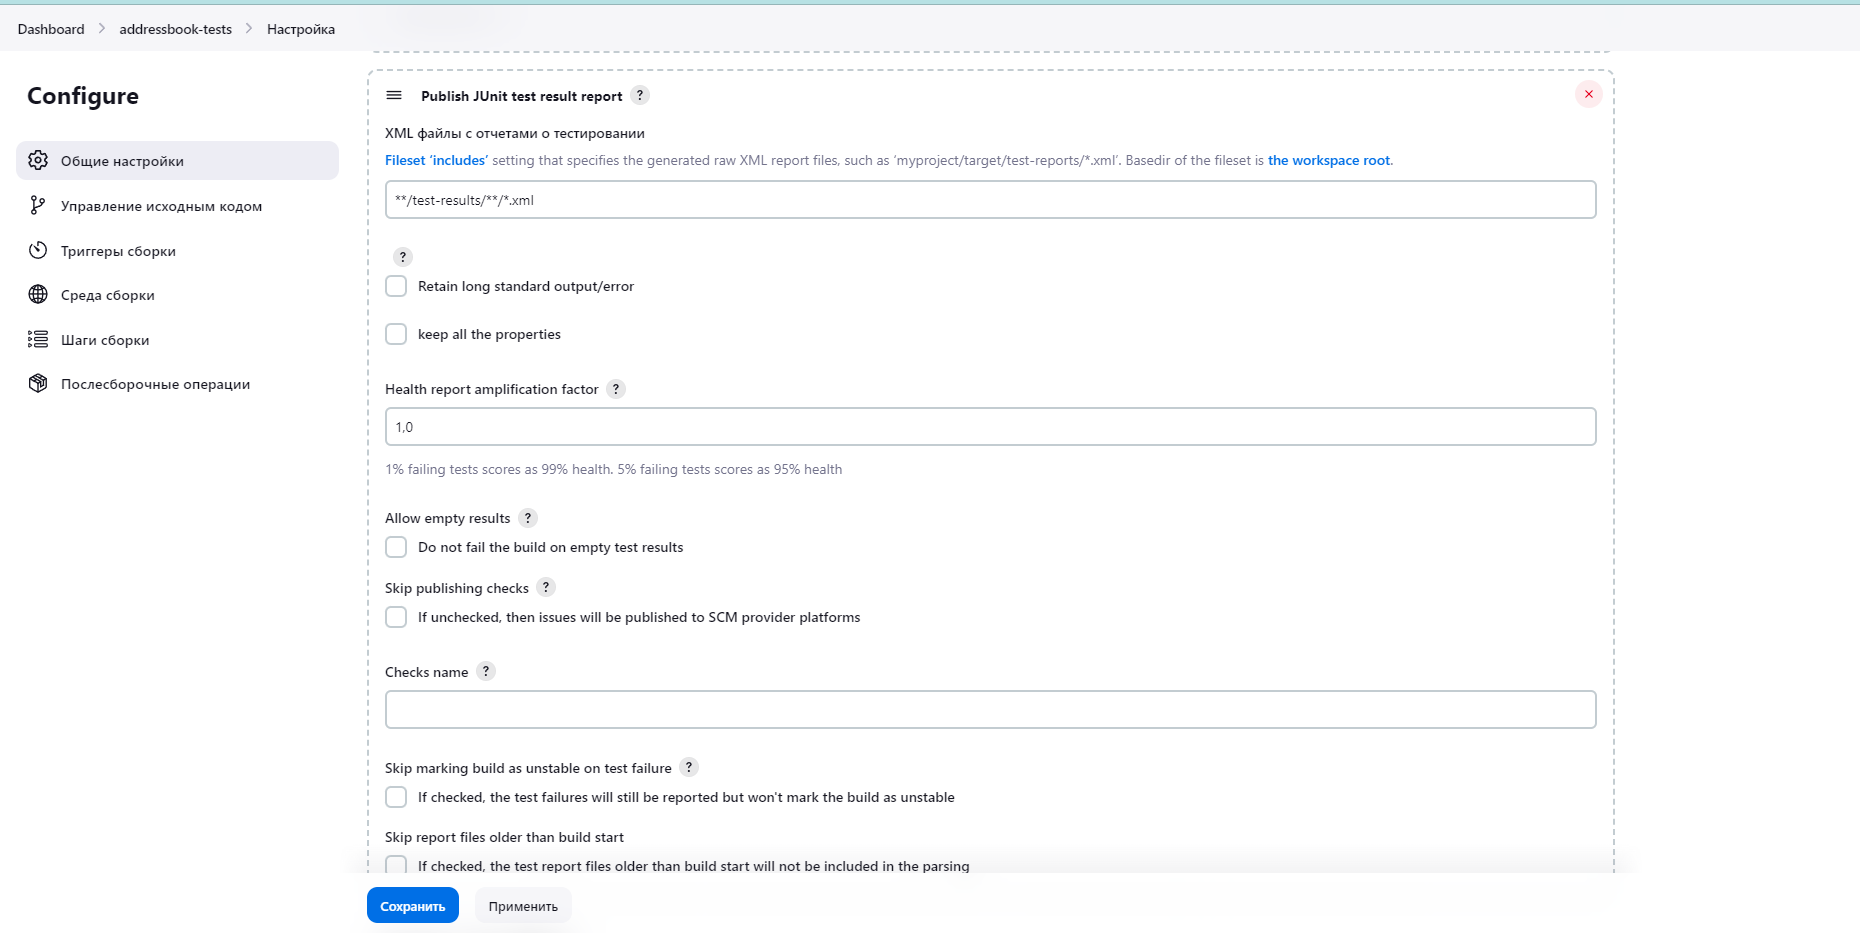 Dashboard > addressbook-tests > Настройка
Configure
Общие настройки
Управление исходным кодом
Триггеры сборки
Среда сборки
Шаги сборки
Послесборочные операции
Publish JUnit test result report ?
XML файлы с отчетами о тестировании
Fileset ‘includes’ setting that specifies the generated raw XML report files, such as ‘myproject/target/test-reports/*.xml’. Basedir of the fileset is the workspace root.
**/test-results/**/*.xml
?
Retain long standard output/error
keep all the properties
Health report amplification factor ?
1,0
1% failing tests scores as 99% health. 5% failing tests scores as 95% health
Allow empty results ?
Do not fail the build on empty test results
Skip publishing checks ?
If unchecked, then issues will be published to SCM provider platforms
Checks name ?
Skip marking build as unstable on test failure ?
If checked, the test failures will still be reported but won't mark the build as unstable
Skip report files older than build start
If checked, the test report files older than build start will not be included in the parsing
Сохранить
Применить